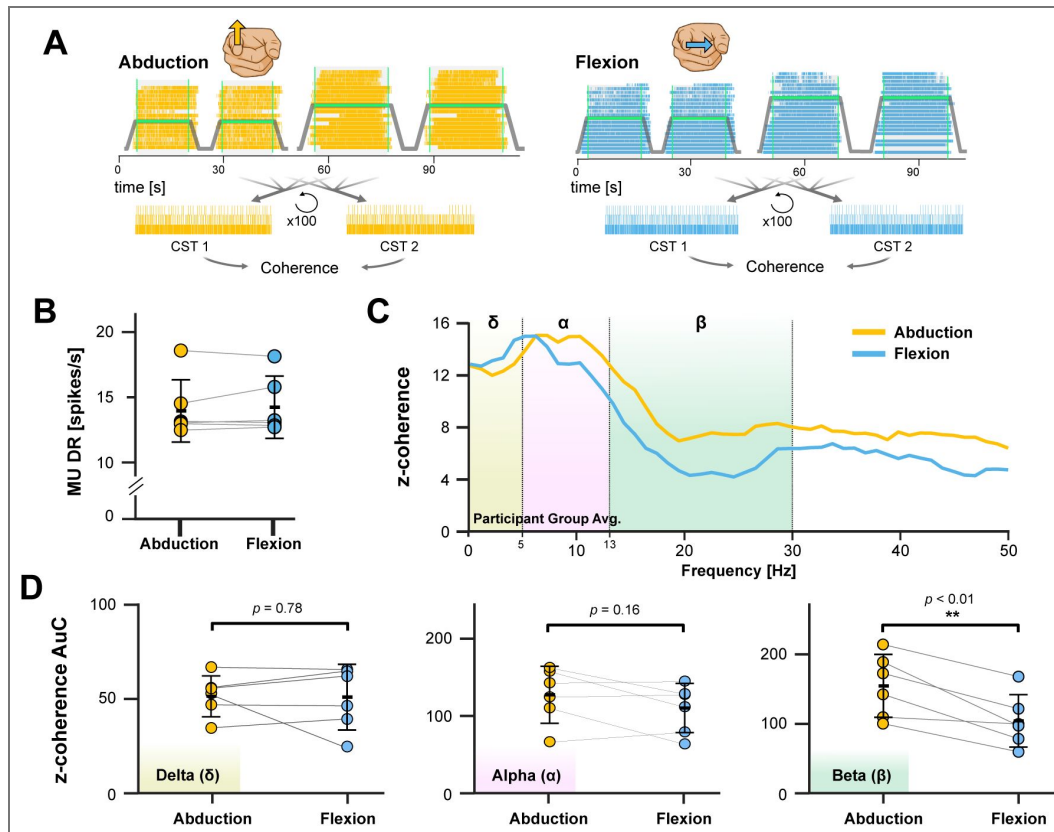 A
Abduction
Flexion
0 30 60 90
time [s]
x100
CST 1 CST 2
Coherence
0 30 60 90
time [s]
x100
CST 1 CST 2
Coherence
B
MU DR [spikes/s]
20
15
10
0
Abduction Flexion
C
z-coherence
16
12
8
4
0
δ α β
Abduction
Flexion
Participant Group Avg.
0 5 10 13 20 30 40 50
Frequency [Hz]
D
z-coherence AuC
100
50
0
p = 0.78
Delta (δ)
Abduction Flexion
200
100
0
p = 0.16
Alpha (α)
Abduction Flexion
200
100
0
p < 0.01
**
Beta (β)
Abduction Flexion